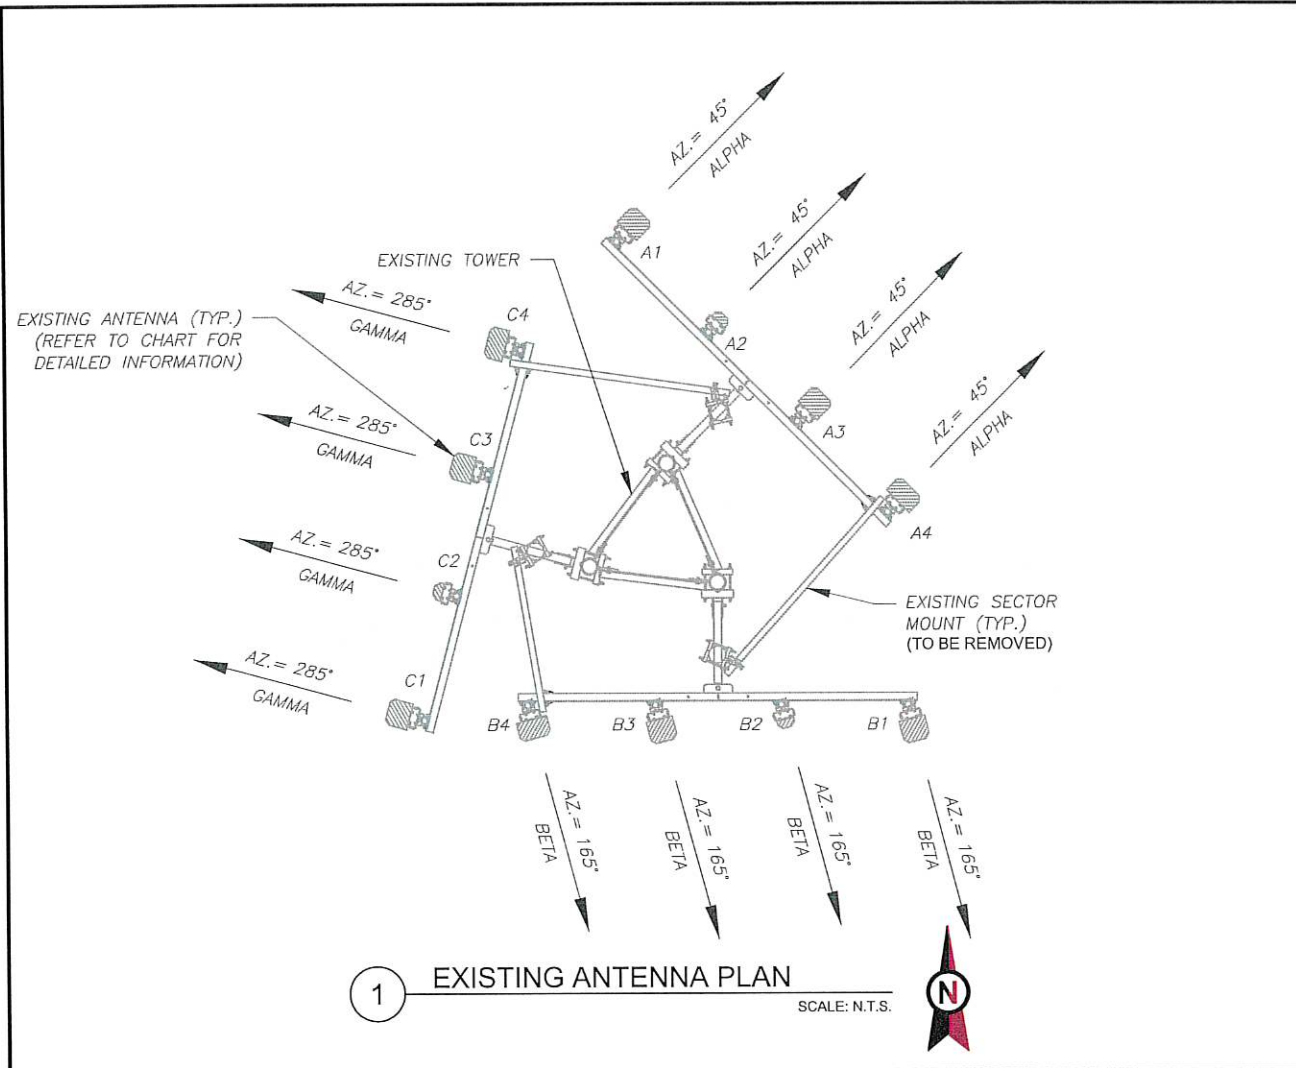 AZ.= 45°
ALPHA
AZ.= 45°
ALPHA
AZ.= 45°
ALPHA
AZ.= 45°
ALPHA
A1
A2
A3
A4
EXISTING TOWER
EXISTING ANTENNA (TYP.)
(REFER TO CHART FOR
DETAILED INFORMATION)
AZ.= 285°
GAMMA
C4
AZ.= 285°
GAMMA
C3
AZ.= 285°
GAMMA
C2
AZ.= 285°
GAMMA
C1
EXISTING SECTOR
MOUNT (TYP.)
(TO BE REMOVED)
B4
B3
B2
B1
AZ.= 165°
BETA
AZ.= 165°
BETA
AZ.= 165°
BETA
AZ.= 165°
BETA
1
EXISTING ANTENNA PLAN
SCALE: N.T.S.
N